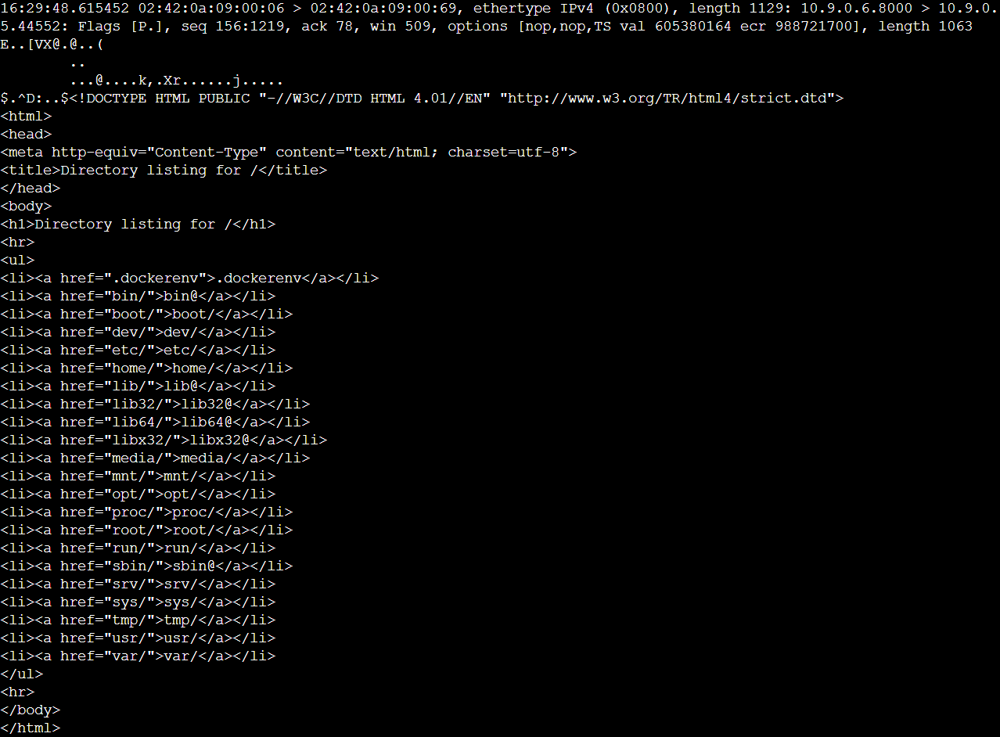 16:29:48.615452 02:42:0a:09:00:06 > 02:42:0a:09:00:69, ethertype IPv4 (0x0800), length 1129: 10.9.0.6.8000 > 10.9.0.
5.44552: Flags [P.], seq 156:1219, ack 78, win 509, options [nop,nop,TS val 605380164 ecr 988721700], length 1063
E..[VX@.@..(
..
...@....k,.Xr......j.....
$.^D:..$<!DOCTYPE HTML PUBLIC "-//W3C//DTD HTML 4.01//EN" "http://www.w3.org/TR/html4/strict.dtd">
<html>
<head>
<meta http-equiv="Content-Type" content="text/html; charset=utf-8">
<title>Directory listing for /</title>
</head>
<body>
<h1>Directory listing for /</h1>
<hr>
<ul>
<li><a href=".dockerenv">.dockerenv</a></li>
<li><a href="bin/">bin@</a></li>
<li><a href="boot/">boot/</a></li>
<li><a href="dev/">dev/</a></li>
<li><a href="etc/">etc/</a></li>
<li><a href="home/">home/</a></li>
<li><a href="lib/">lib@</a></li>
<li><a href="lib32/">lib32@</a></li>
<li><a href="lib64/">lib64@</a></li>
<li><a href="libx32/">libx32@</a></li>
<li><a href="media/">media/</a></li>
<li><a href="mnt/">mnt/</a></li>
<li><a href="opt/">opt/</a></li>
<li><a href="proc/">proc/</a></li>
<li><a href="root/">root/</a></li>
<li><a href="run/">run/</a></li>
<li><a href="sbin/">sbin@</a></li>
<li><a href="srv/">srv/</a></li>
<li><a href="sys/">sys/</a></li>
<li><a href="tmp/">tmp/</a></li>
<li><a href="usr/">usr/</a></li>
<li><a href="var/">var/</a></li>
</ul>
<hr>
</body>
</html>